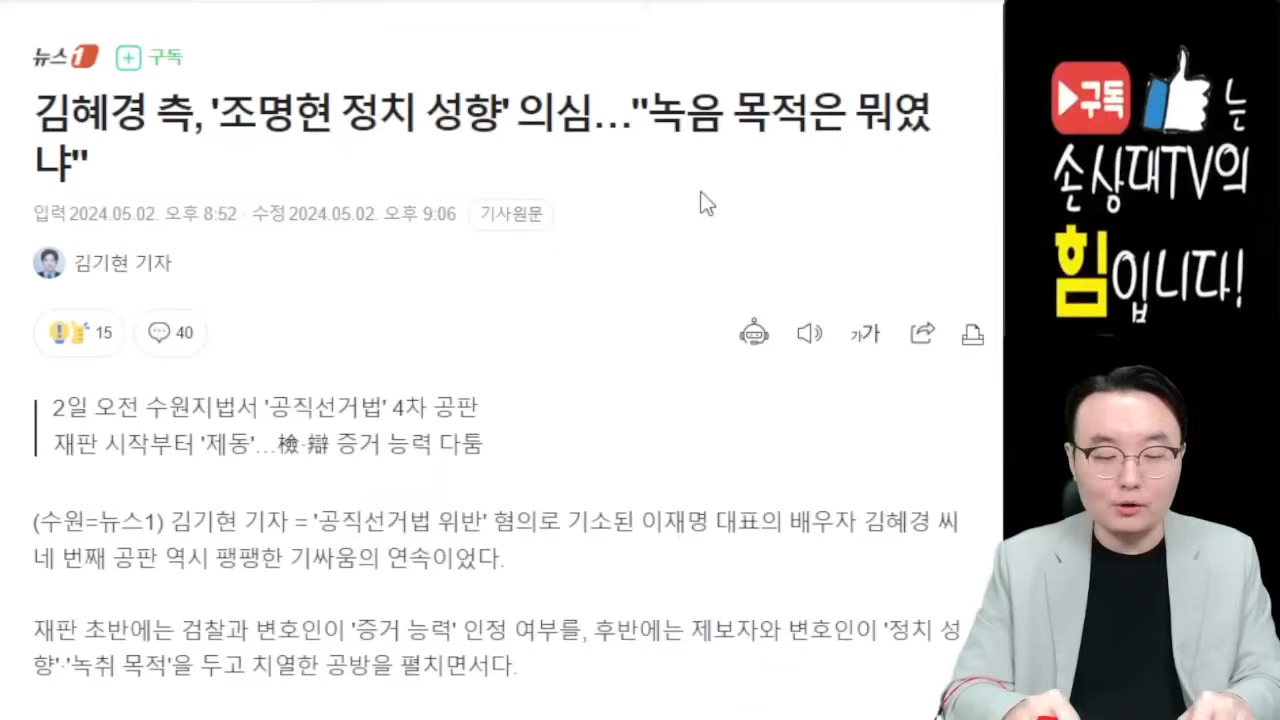 뉴스1 구독
김혜경 측, '조명현 정치 성향' 의심…"녹음 목적은 뭐였
냐"
입력 2024.05.02. 오후 8:52 · 수정 2024.05.02. 오후 9:06 기사원문
김기현 기자
15 40 가가
2일 오전 수원지법서 '공직선거법' 4차 공판
재판 시작부터 '제동'…檢·辯 증거 능력 다툼
(수원=뉴스1) 김기현 기자 = '공직선거법 위반' 혐의로 기소된 이재명 대표의 배우자 김혜경 씨
네 번째 공판 역시 팽팽한 기싸움의 연속이었다.
재판 초반에는 검찰과 변호인이 '증거 능력' 인정 여부를, 후반에는 제보자와 변호인이 '정치 성
향'·'녹취 목적'을 두고 치열한 공방을 펼치면서다.
구독 는
손상대TV의
힘입니다!